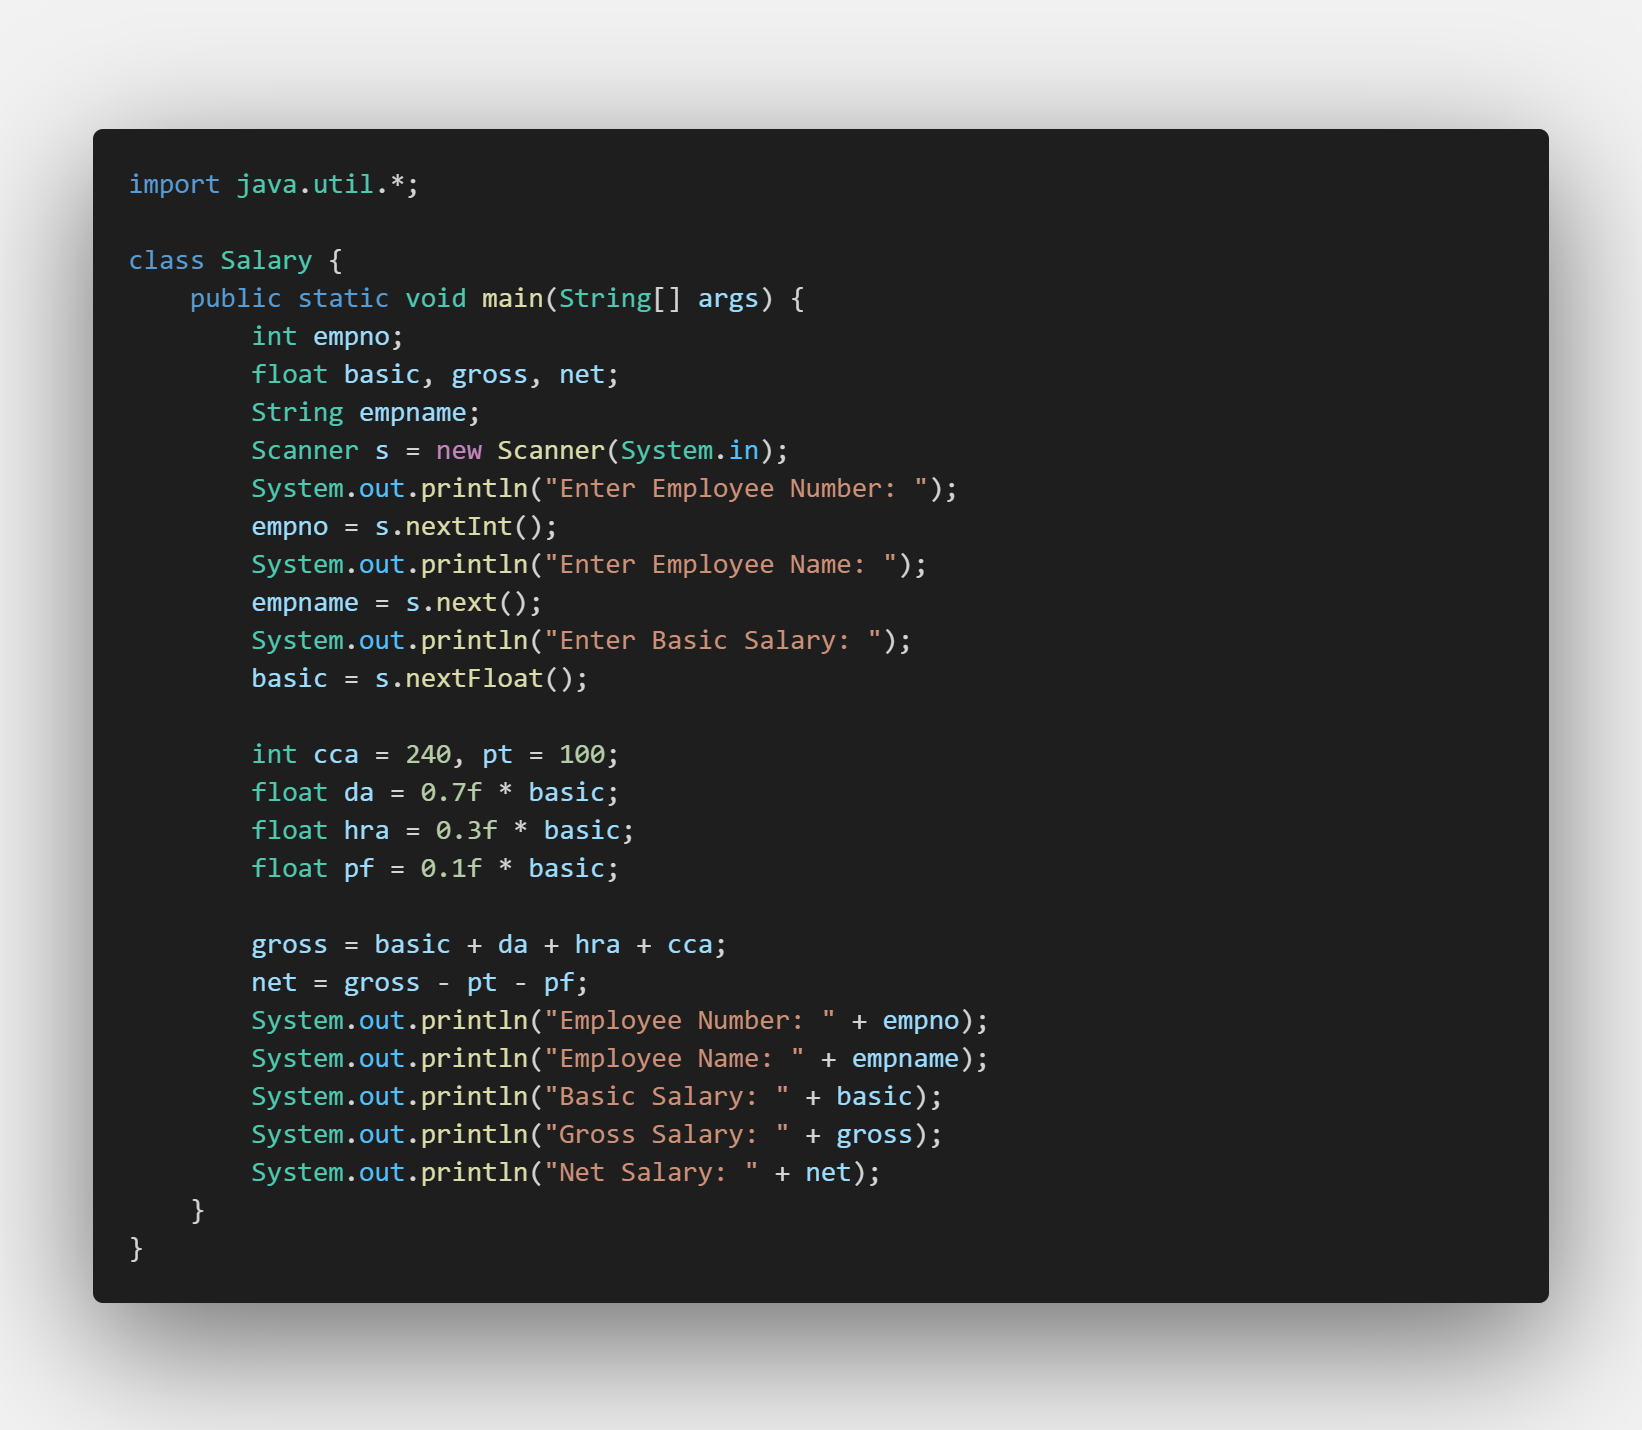 import java.util.*;

class Salary {
    public static void main(String[] args) {
        int empno;
        float basic, gross, net;
        String empname;
        Scanner s = new Scanner(System.in);
        System.out.println("Enter Employee Number: ");
        empno = s.nextInt();
        System.out.println("Enter Employee Name: ");
        empname = s.next();
        System.out.println("Enter Basic Salary: ");
        basic = s.nextFloat();

        int cca = 240, pt = 100;
        float da = 0.7f * basic;
        float hra = 0.3f * basic;
        float pf = 0.1f * basic;

        gross = basic + da + hra + cca;
        net = gross - pt - pf;
        System.out.println("Employee Number: " + empno);
        System.out.println("Employee Name: " + empname);
        System.out.println("Basic Salary: " + basic);
        System.out.println("Gross Salary: " + gross);
        System.out.println("Net Salary: " + net);
    }
}